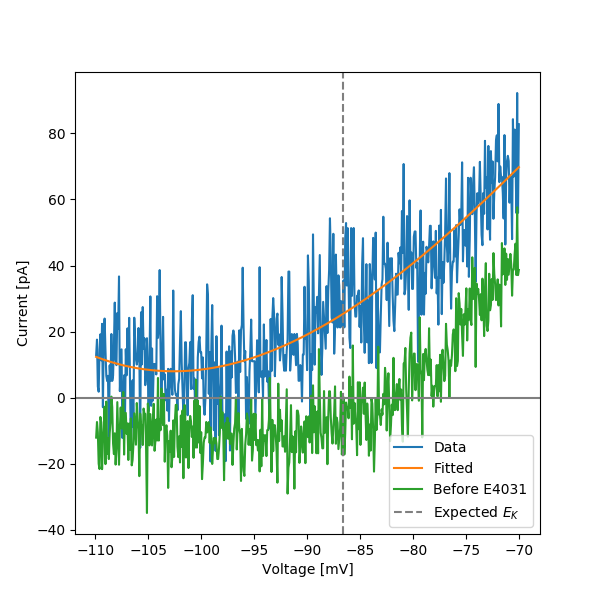 80
60
40
20
0
−20
−40
Current [pA]
−110 −105 −100 −95 −90 −85 −80 −75 −70
Voltage [mV]
Data
Fitted
Before E4031
Expected E_K